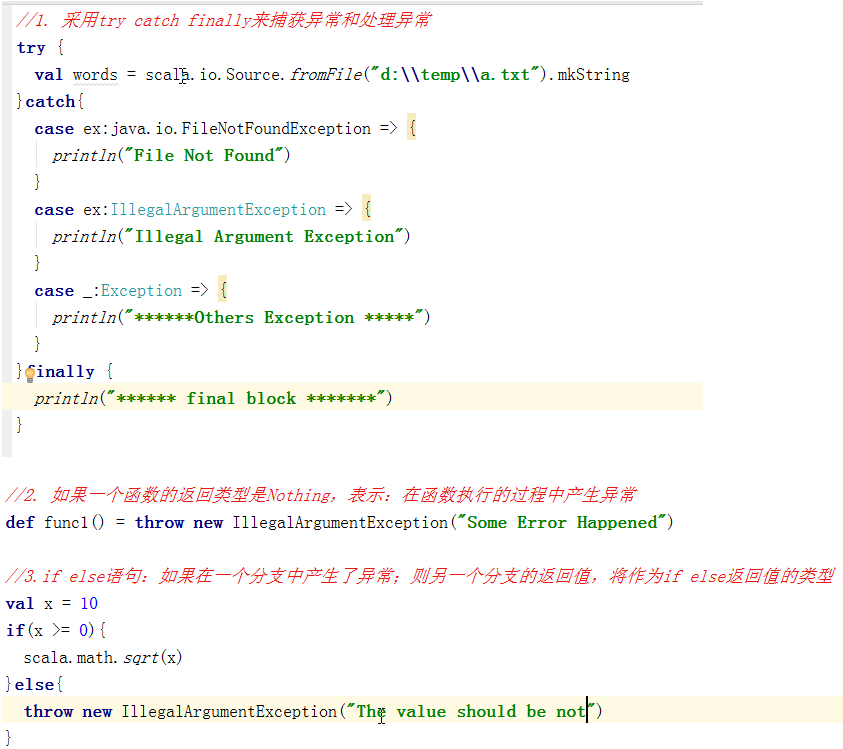 //1. 采用try catch finally来捕获异常和处理异常
try {
val words = scala.io.Source.fromFile("d:\\temp\\a.txt").mkString
}catch{
case ex:java.io.FileNotFoundException => {
println("File Not Found")
}
case ex:IllegalArgumentException => {
println("Illegal Argument Exception")
}
case _:Exception => {
println("******Others Exception *****")
}
}finally {
println("****** final block *******")
}
//2. 如果一个函数的返回类型是Nothing，表示：在函数执行的过程中产生异常
def func1() = throw new IllegalArgumentException("Some Error Happened")
//3.if else语句：如果在一个分支中产生了异常；则另一个分支的返回值，将作为if else返回值的类型
val x = 10
if(x >= 0){
scala.math.sqrt(x)
}else{
throw new IllegalArgumentException("The value should be not")
}